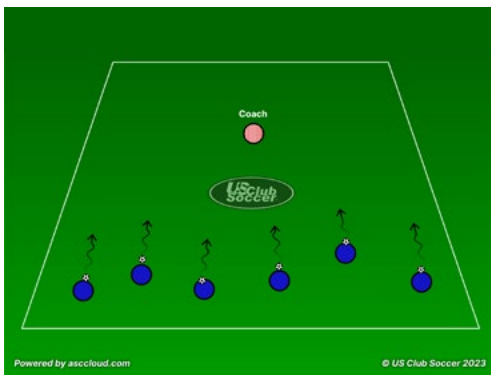 Coach
US Club
Soccer
Powered by asccloud.com
© US Club Soccer 2023